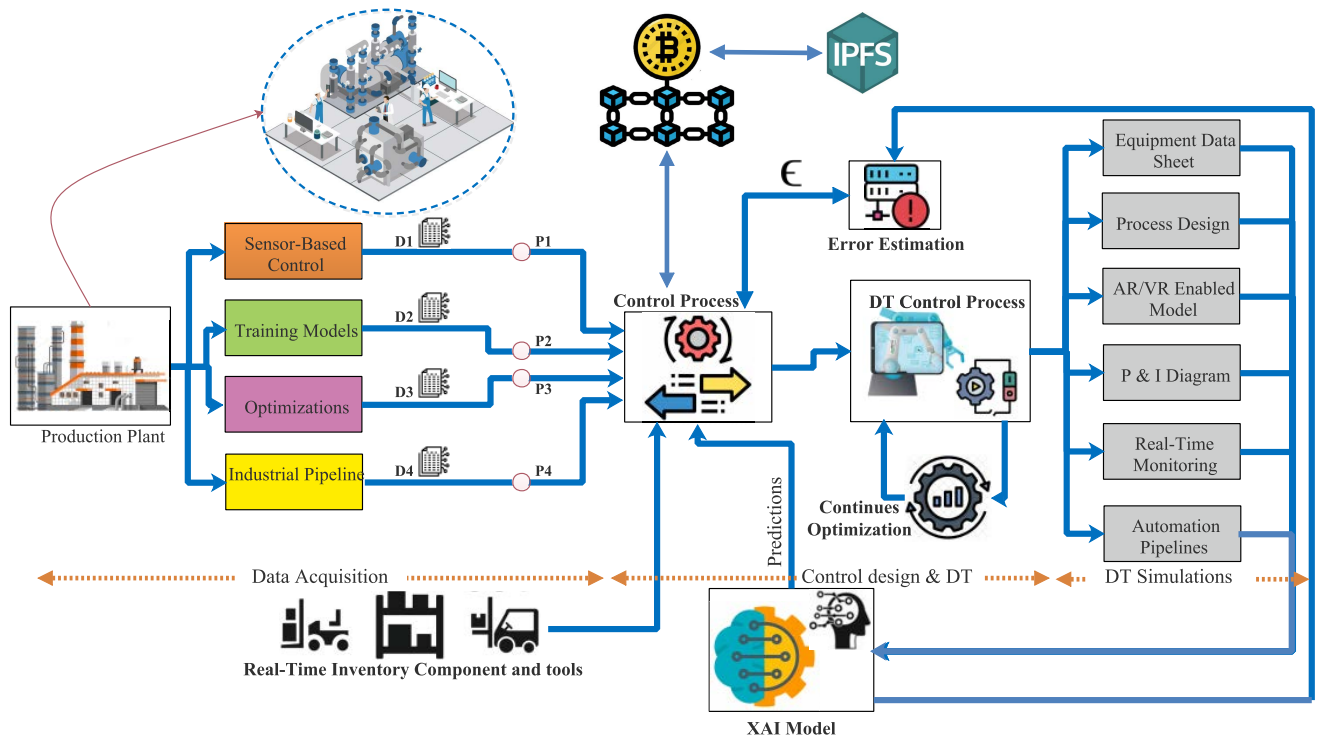 IPFS
Equipment Data
Sheet
ϵ
Sensor-Based
Control
D1
P1
Error Estimation
Process Design
Control Process
DT Control Process
AR/VR Enabled
Model
Training Models
D2
P2
Optimizations
D3
P3
P & I Diagram
Production Plant
Industrial Pipeline
D4
P4
Real-Time
Monitoring
Predictions
Continues
Optimization
Automation
Pipelines
Data Acquisition
Control design & DT
DT Simulations
Real-Time Inventory Component and tools
XAI Model